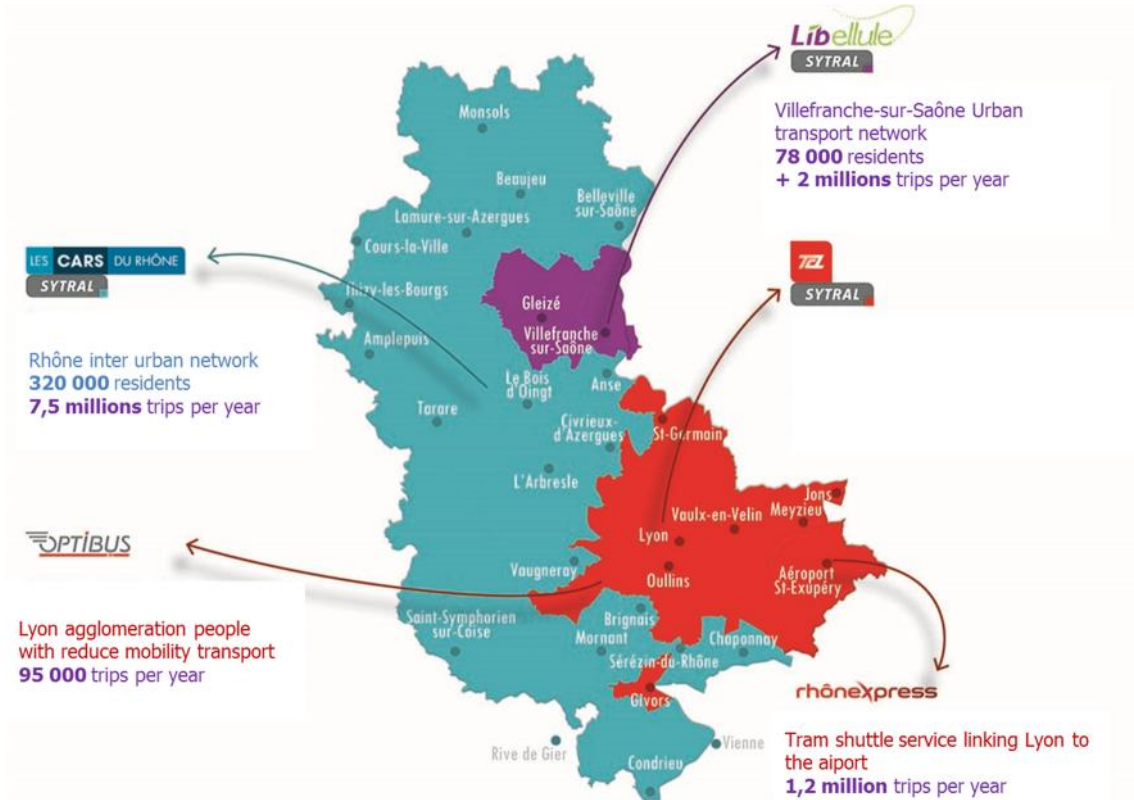 Libellule
SYTRAL
Villefranche-sur-Saône Urban
transport network
78 000 residents
+ 2 millions trips per year
Monsols
Beaujeu
Belleville
sur-Saône
Lamure-sur-Azergues
Cours-la-Ville
LES CARS DU RHÔNE
SYTRAL
Thizy-les-Bourgs
TCL
SYTRAL
Gleizé
Villefranche
sur-Saône
Amplepuis
Rhône inter urban network
320 000 residents
7,5 millions trips per year
Le Bois
d'Oingt
Anse
Tarare
Civrieux-
d'Azergues
St-Germain
L'Arbresle
Jons
Meyzieu
Vaulx-en-Velin
Lyon
OPTIBUS
Vaugneray
Oullins
Aéroport
St-Exupéry
Saint-Symphorien
sur-Coise
Brignais
Mornant
Chaponnay
Sérézin-du-Rhône
Lyon agglomeration people
with reduce mobility transport
95 000 trips per year
Givors
rhônexpress
Rive de Gier
Vienne
Condrieu
Tram shuttle service linking Lyon to
the aiport
1,2 million trips per year